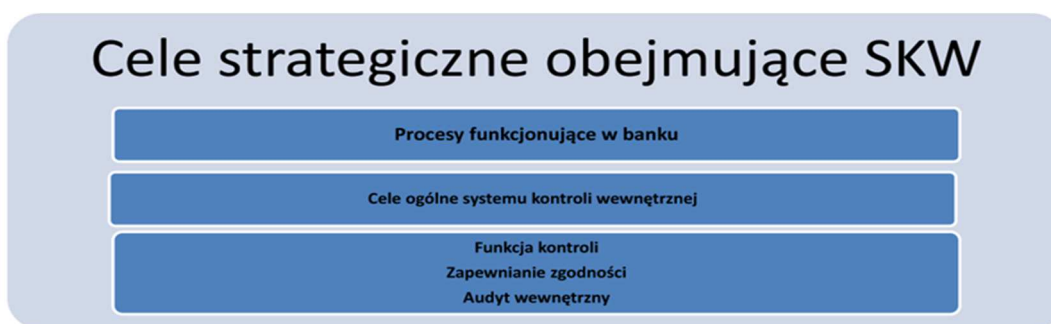 Cele strategiczne obejmujące SKW
Procesy funkcjonujące w banku
Cele ogólne systemu kontroli wewnętrznej
Funkcja kontroli
Zapewnianie zgodności
Audyt wewnętrzny